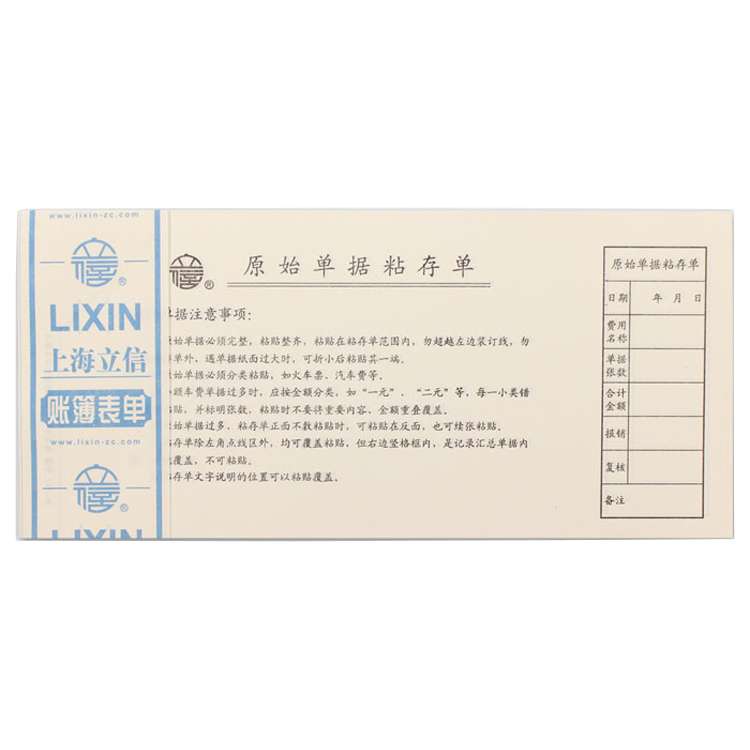 www.lixin-zc.com
立信®
LIXIN
上海立信
账簿表单
www.lixin-zc.com
立信®
LIXIN
立信®
原始单据粘存单
据注意事项:
始单据必须完整,粘贴整齐,粘贴在粘存单范围内,勿超越左边装订线,勿
单外,遇单据纸面过大时,可折小后粘贴其一端。
始单据必须分类粘贴,如火车票、汽车费等。
额车费单据过多时,应按金额分类,如“一元”、“二元”等,每一小类错
贴,并标明张数,粘贴时不要将重要内容、金额重叠覆盖。
始单据过多,粘存单正面不敷粘贴时,可粘贴在反面,也可续张粘贴。
存单除左角点线区外,均可覆盖粘贴,但右边竖格框内,是记录汇总单据内
覆盖,不可粘贴。
存单文字说明的位置可以粘贴覆盖。
原始单据粘存单
日期 年 月 日
费用名称
单据张数
合计金额
报销
复核
备注